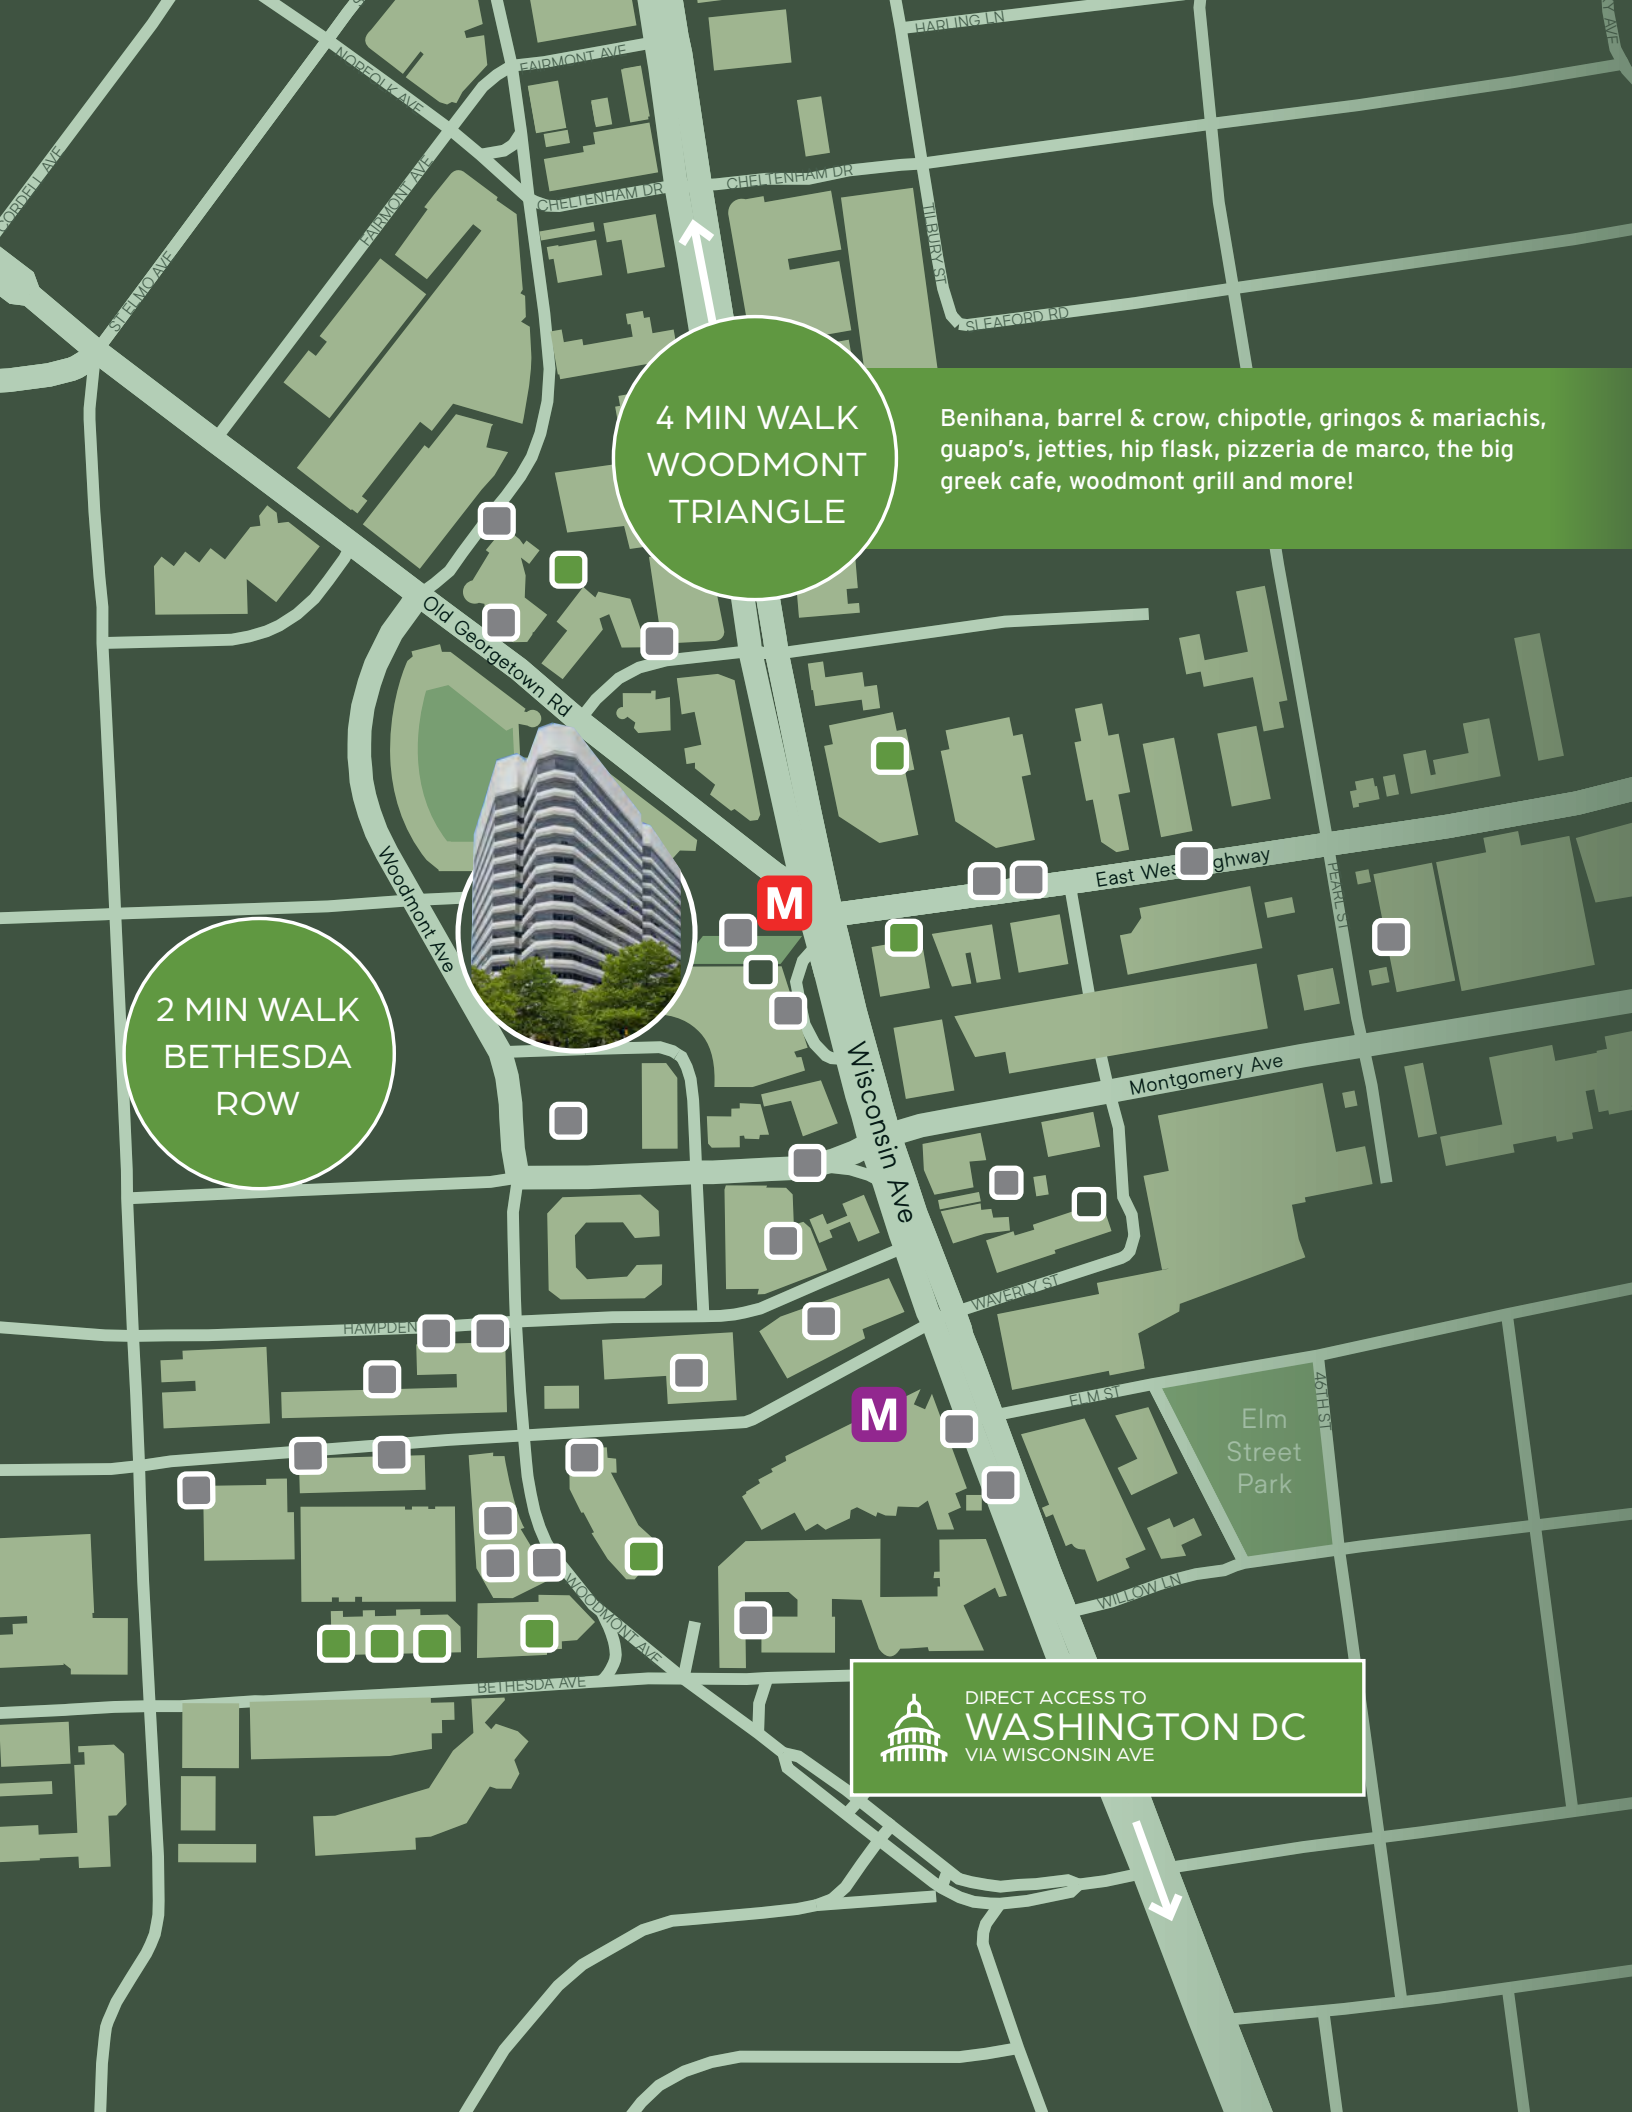 HARLING LN
NORFOLK AVE
FAIRMONT AVE
CORDELL AVE
FAIRMONT AVE
CHELTENHAM DR
CHELTENHAM DR
TILBURY ST
ST ELMO AVE
SLEAFORD RD
4 MIN WALK
WOODMONT
TRIANGLE
Benihana, barrel & crow, chipotle, gringos & mariachis,
guapo's, jetties, hip flask, pizzeria de marco, the big
greek cafe, woodmont grill and more!
Old Georgetown Rd
Woodmont Ave
M
East Wes
ghway
PEARL ST
2 MIN WALK
BETHESDA
ROW
Wisconsin Ave
Montgomery Ave
WAVERLY ST
HAMPDEN
M
ELM ST
46TH ST
Elm
Street
Park
WOODMONT AVE
WILLOW LN
BETHESDA AVE
DIRECT ACCESS TO
WASHINGTON DC
VIA WISCONSIN AVE